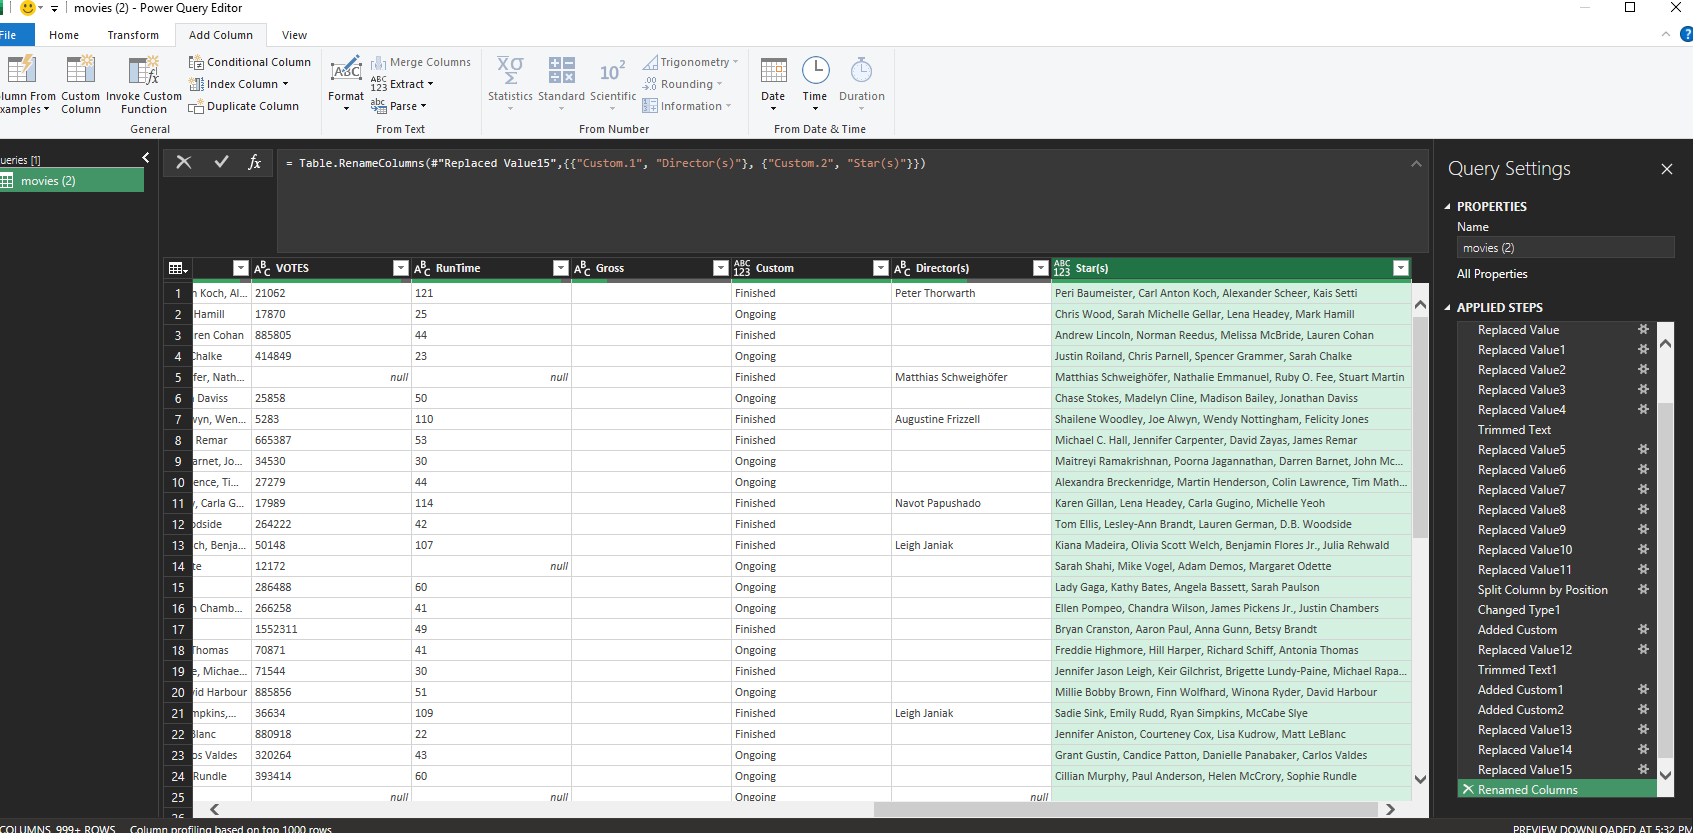 movies (2) - Power Query Editor
File Home Transform Add Column View
Column From Examples
Custom Column
Invoke Custom Function
Conditional Column
Index Column
Duplicate Column
General
Format
Merge Columns
ABC 123 Extract
abc Parse
From Text
Statistics
Standard
10² Scientific
Trigonometry
.00 Rounding
Information
From Number
Date
Time
Duration
From Date & Time
Queries [1]
movies (2)
fx = Table.RenameColumns(#"Replaced Value15",{{"Custom.1", "Director(s)"}, {"Custom.2", "Star(s)"}})
ABC VOTES ABC RunTime ABC Gross ABC 123 Custom ABC Director(s) ABC 123 Star(s)
1 n Koch, Al... 21062 121 Finished Peter Thorwarth Peri Baumeister, Carl Anton Koch, Alexander Scheer, Kais Setti
2 Hamill 17870 25 Ongoing Chris Wood, Sarah Michelle Gellar, Lena Headey, Mark Hamill
3 ren Cohan 885805 44 Finished Andrew Lincoln, Norman Reedus, Melissa McBride, Lauren Cohan
4 Chalke 414849 23 Ongoing Justin Roiland, Chris Parnell, Spencer Grammer, Sarah Chalke
5 fer, Nath... null null Finished Matthias Schweighöfer Matthias Schweighöfer, Nathalie Emmanuel, Ruby O. Fee, Stuart Martin
6 Daviss 25858 50 Ongoing Chase Stokes, Madelyn Cline, Madison Bailey, Jonathan Daviss
7 wyn, Wen... 5283 110 Finished Augustine Frizzell Shailene Woodley, Joe Alwyn, Wendy Nottingham, Felicity Jones
8 Remar 665387 53 Finished Michael C. Hall, Jennifer Carpenter, David Zayas, James Remar
9 arnet, Jo... 34530 30 Ongoing Maitreyi Ramakrishnan, Poorna Jagannathan, Darren Barnet, John Mc...
10 ence, Ti... 27279 44 Ongoing Alexandra Breckenridge, Martin Henderson, Colin Lawrence, Tim Math...
11 , Carla G... 17989 114 Finished Navot Papushado Karen Gillan, Lena Headey, Carla Gugino, Michelle Yeoh
12 odside 264222 42 Finished Tom Ellis, Lesley-Ann Brandt, Lauren German, D.B. Woodside
13 ch, Benja... 50148 107 Finished Leigh Janiak Kiana Madeira, Olivia Scott Welch, Benjamin Flores Jr., Julia Rehwald
14 te 12172 null Ongoing Sarah Shahi, Mike Vogel, Adam Demos, Margaret Odette
15 286488 60 Ongoing Lady Gaga, Kathy Bates, Angela Bassett, Sarah Paulson
16 n Chamb... 266258 41 Ongoing Ellen Pompeo, Chandra Wilson, James Pickens Jr., Justin Chambers
17 1552311 49 Finished Bryan Cranston, Aaron Paul, Anna Gunn, Betsy Brandt
18 Thomas 70871 41 Ongoing Freddie Highmore, Hill Harper, Richard Schiff, Antonia Thomas
19 e, Michae... 71544 30 Finished Jennifer Jason Leigh, Keir Gilchrist, Brigette Lundy-Paine, Michael Rapa...
20 vid Harbour 885856 51 Ongoing Millie Bobby Brown, Finn Wolfhard, Winona Ryder, David Harbour
21 mpkins,... 36634 109 Finished Leigh Janiak Sadie Sink, Emily Rudd, Ryan Simpkins, McCabe Slye
22 Blanc 880918 22 Finished Jennifer Aniston, Courteney Cox, Lisa Kudrow, Matt LeBlanc
23 os Valdes 320264 43 Ongoing Grant Gustin, Candice Patton, Danielle Panabaker, Carlos Valdes
24 Rundle 393414 60 Ongoing Cillian Murphy, Paul Anderson, Helen McCrory, Sophie Rundle
25 null null Ongoing null
26
Query Settings
PROPERTIES
Name
movies (2)
All Properties
APPLIED STEPS
Replaced Value
Replaced Value1
Replaced Value2
Replaced Value3
Replaced Value4
Trimmed Text
Replaced Value5
Replaced Value6
Replaced Value7
Replaced Value8
Replaced Value9
Replaced Value10
Replaced Value11
Split Column by Position
Changed Type1
Added Custom
Replaced Value12
Trimmed Text1
Added Custom1
Added Custom2
Replaced Value13
Replaced Value14
Replaced Value15
Renamed Columns
COLUMNS, 999+ ROWS Column profiling based on top 1000 rows
PREVIEW DOWNLOADED AT 5:32 PM